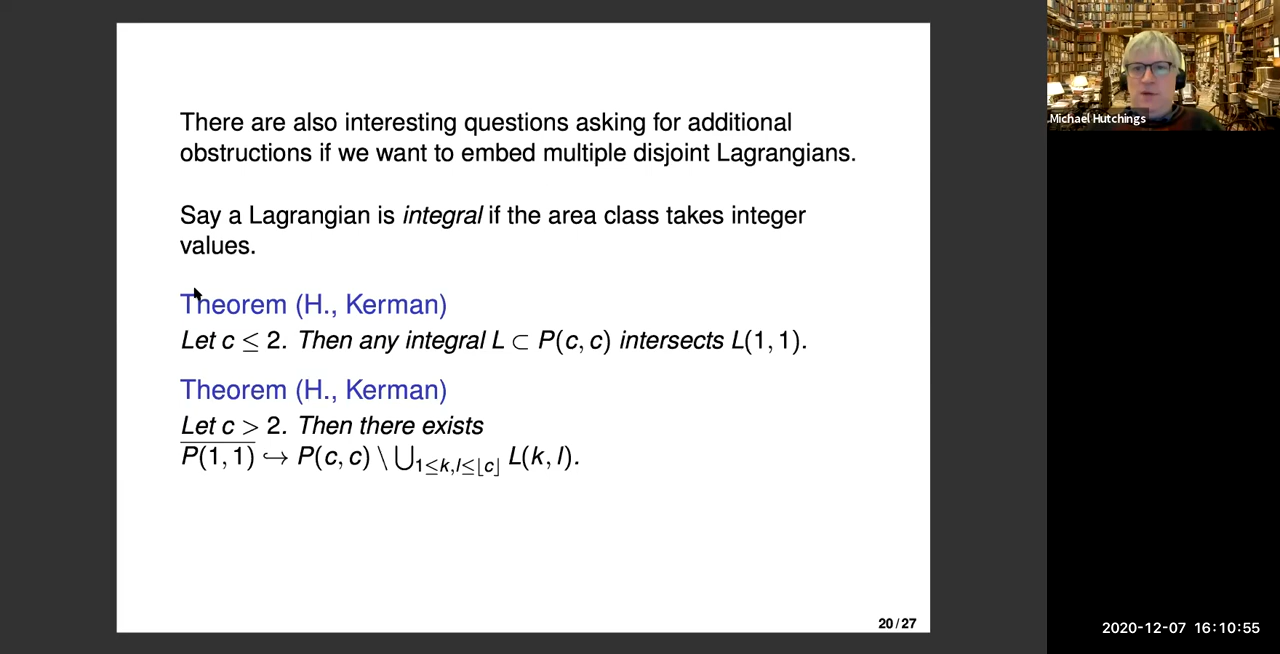 There are also interesting questions asking for additional
obstructions if we want to embed multiple disjoint Lagrangians.
Say a Lagrangian is integral if the area class takes integer
values.
Theorem (H., Kerman)
Let c ≤ 2. Then any integral L ⊂ P(c, c) intersects L(1, 1).
Theorem (H., Kerman)
Let c > 2. Then there exists
P(1, 1) ↪ P(c, c) \ ⋃1≤k,l≤⌊c⌋ L(k, l).
20/27
Michael Hutchings
2020-12-07 16:10:55